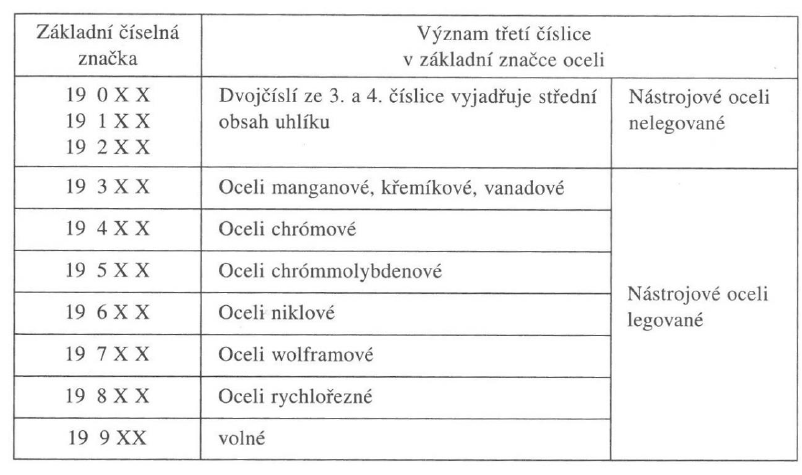 Základní číselná
značka
Význam třetí číslice
v základní značce oceli
19 0 X X
19 1 X X
19 2 X X
Dvojčíslí ze 3. a 4. číslice vyjadřuje střední
obsah uhlíku
Nástrojové oceli
nelegované
19 3 X X
Oceli manganové, křemíkové, vanadové
19 4 X X
Oceli chrómové
19 5 X X
Oceli chrómmolybdenové
19 6 X X
Oceli niklové
19 7 X X
Oceli wolframové
19 8 X X
Oceli rychlořezné
19 9 XX
volné
Nástrojové oceli
legované